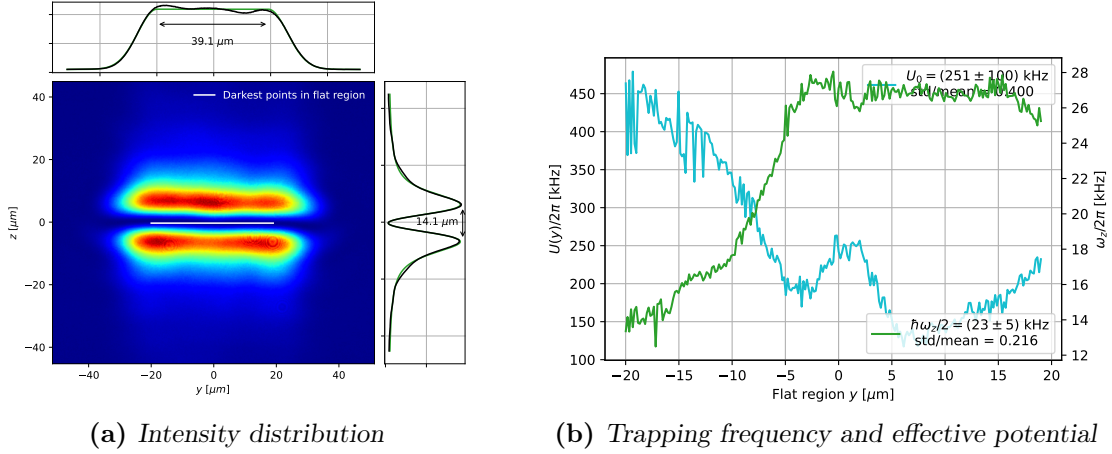 39.1 μm
Darkest points in flat region
40
20
0
−20
−40
z [μm]
−40
−20
0
20
40
y [μm]
14.1 μm
U₀ = (251 ± 100) kHz
std/mean = 0.400
450
400
350
300
250
200
150
100
U(y)/2π [kHz]
28
26
24
22
20
18
16
14
12
ω_z/2π [kHz]
ℏω_z/2 = (23 ± 5) kHz
std/mean = 0.216
−20
−15
−10
−5
0
5
10
15
20
Flat region y [μm]
(a) Intensity distribution
(b) Trapping frequency and effective potential